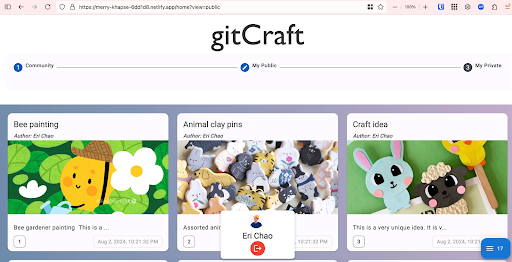 https://merry-khapse-6dd1d8.netlify.app/home?view=public
100%
gitCraft
1 Community
My Public
3 My Private
Bee painting
Author: Eri Chao
Animal clay pins
Author: Eri Chao
Craft idea
Author: Eri Chao
Bee gardener painting This is a ...
Assorted anim
This is a very unique idea. It is v...
1
Aug 2, 2024, 10:21:32 PM
2
10:21:32 PM
3
Aug 2, 2024, 10:21:32 PM
Eri Chao
17